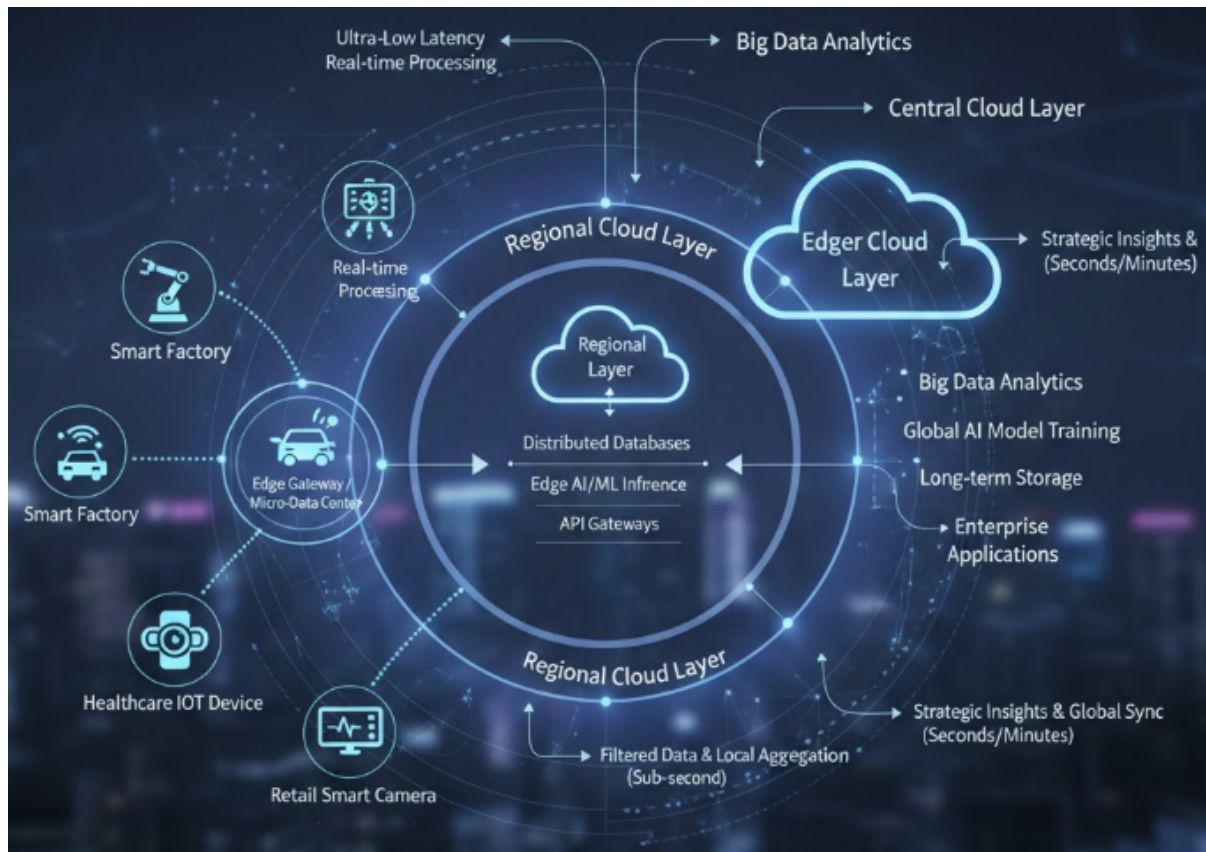 Ultra-Low Latency
Real-time Processing
Big Data Analytics
Central Cloud Layer
Regional Cloud Layer
Edger Cloud
Layer
Strategic Insights &
(Seconds/Minutes)
Real-time
Procesing
Smart Factory
Regional
Layer
Big Data Analytics
Global AI Model Training
Long-term Storage
Enterprise
Applications
Distributed Databases
Edge AI/ML Infrence
API Gateways
Edge Gateway /
Micro-Data Center
Smart Factory
Regional Cloud Layer
Healthcare IOT Device
Strategic Insights & Global Sync
(Seconds/Minutes)
Filtered Data & Local Aggregation
(Sub-second)
Retail Smart Camera